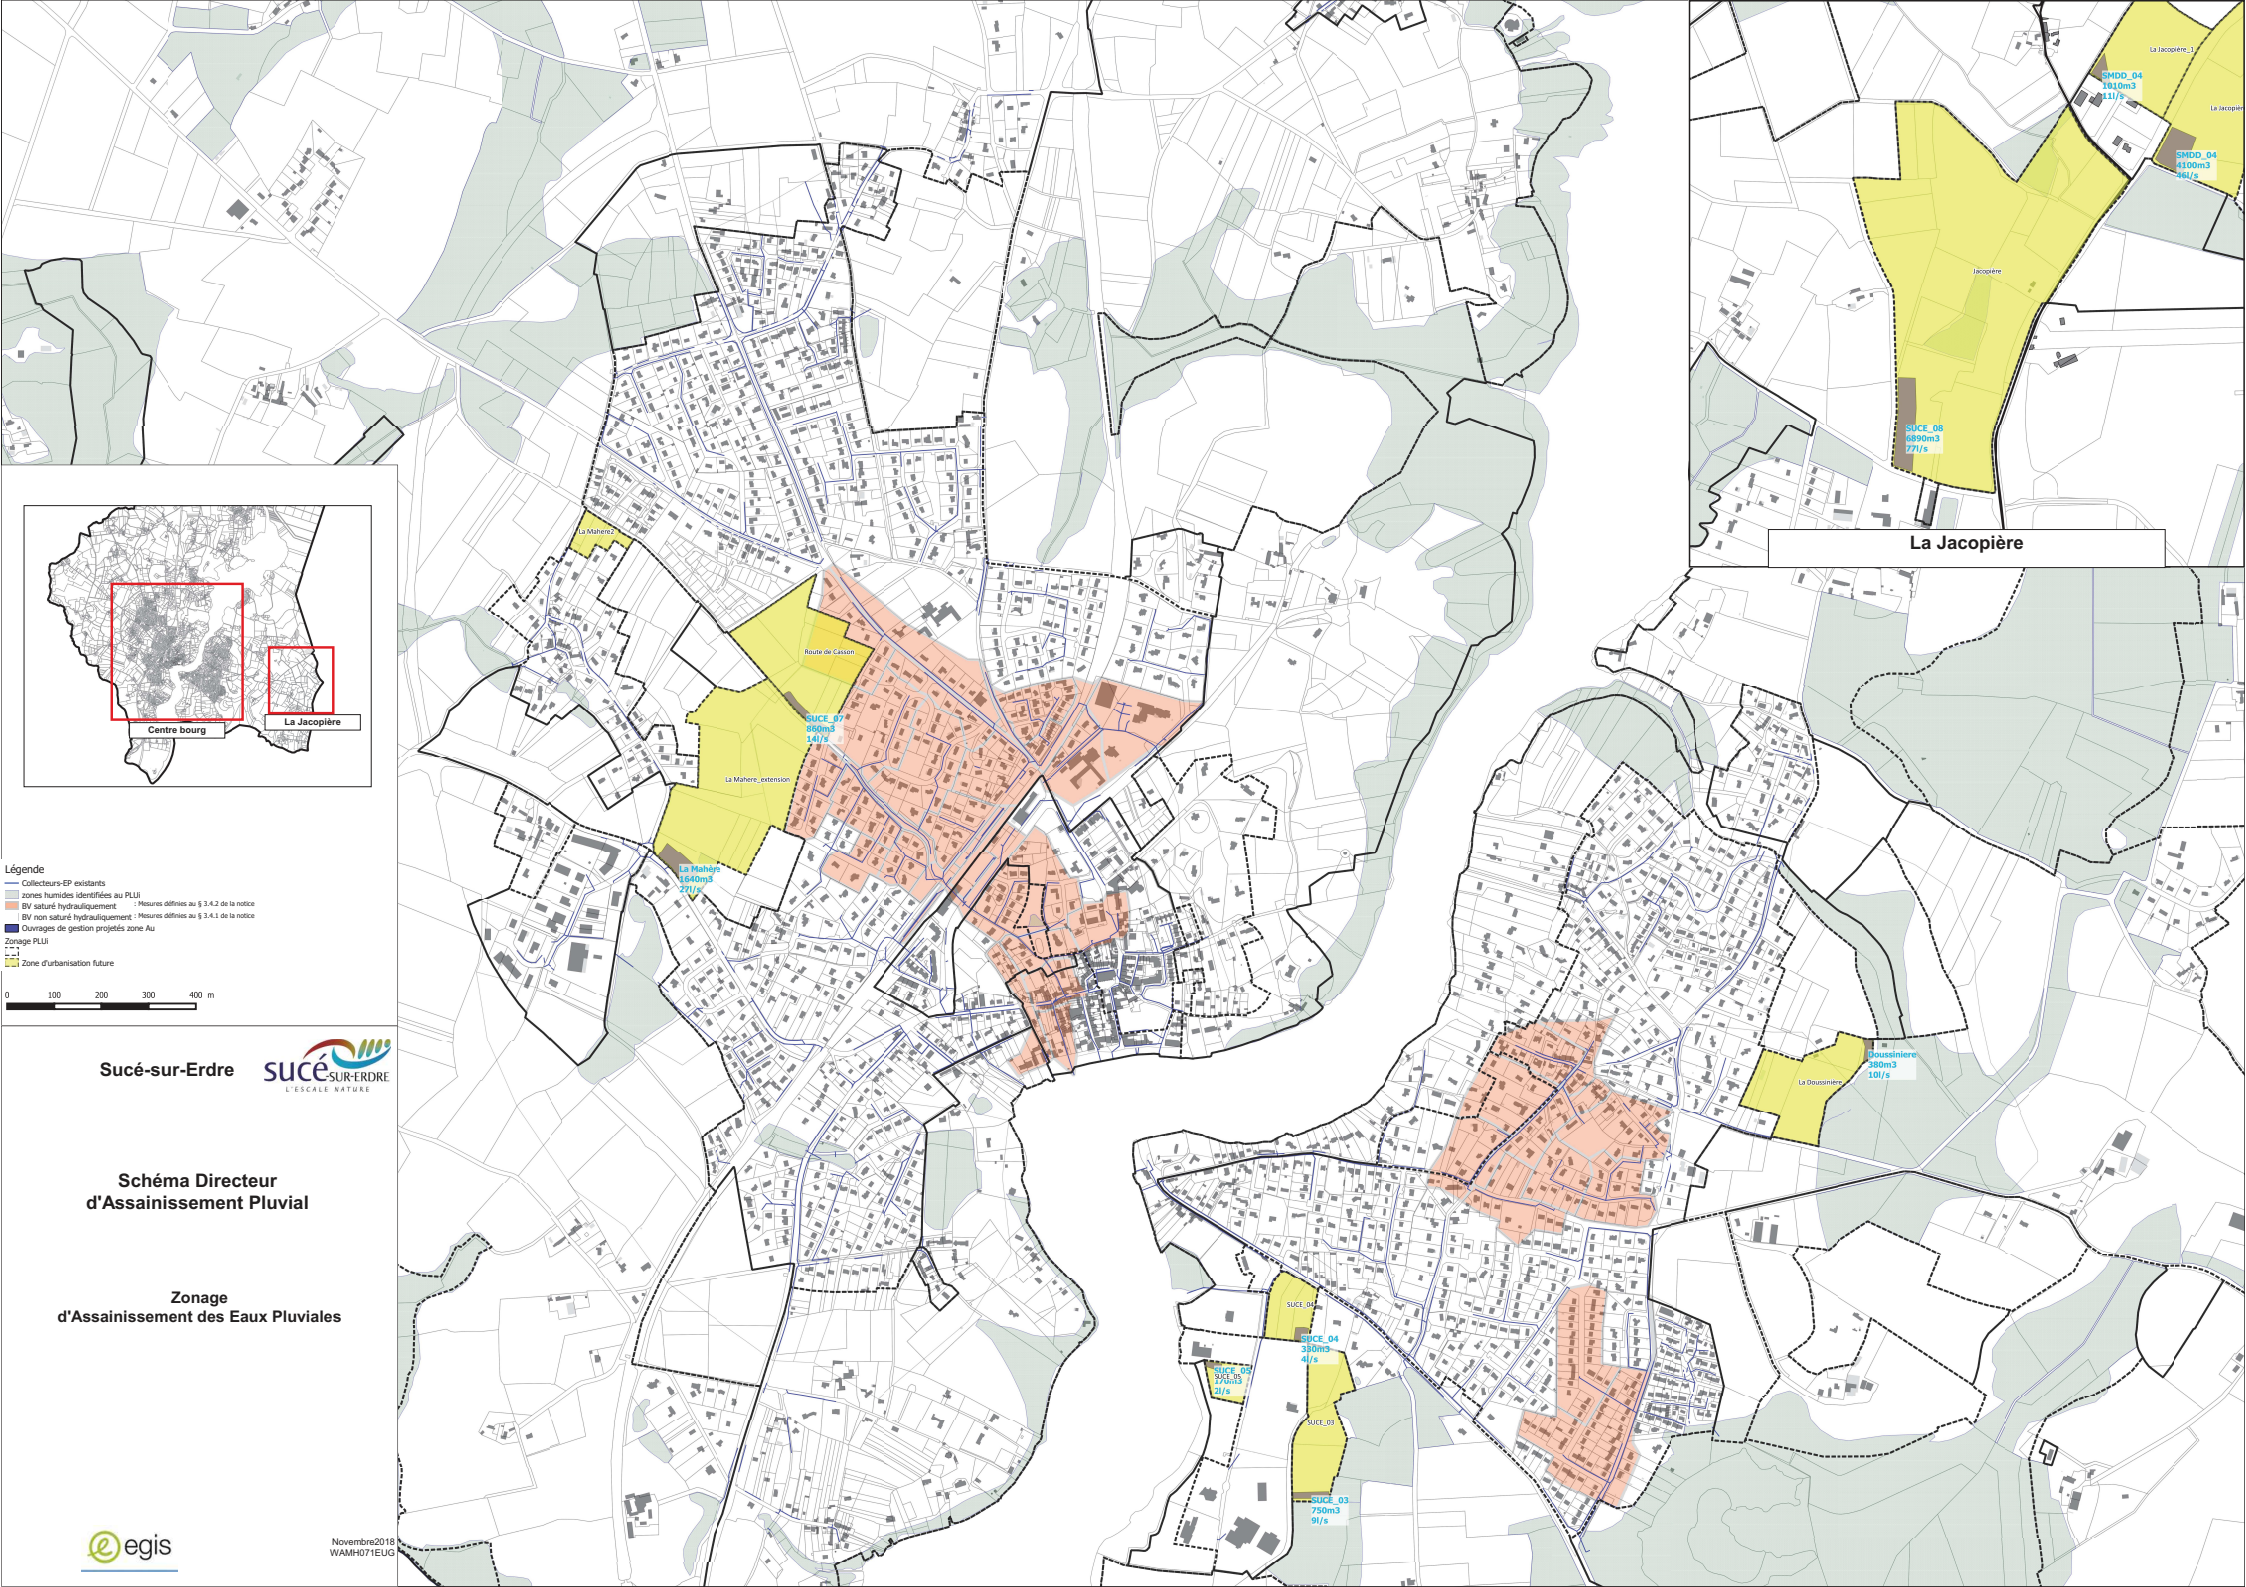 La Jacopière_1
SMDD_04
1010m3
11l/s
La Jacopièr
SMDD_04
4100m3
46l/s
Jacopière
SUCE_08
6890m3
77l/s
La Jacopière
La Mahere2
Route de Casson
SUCE_07
860m3
14l/s
La Mahere_extension
La Mahère
1640m3
27l/s
Centre bourg
La Jacopière
Légende
Collecteurs-EP existants
zones humides identifiées au PLUi
BV saturé hydrauliquement : Mesures définies au § 3.4.2 de la notice
BV non saturé hydrauliquement : Mesures définies au § 3.4.1 de la notice
Ouvrages de gestion projetés zone Au
Zonage PLUi
Zone d'urbanisation future
0 100 200 300 400 m
Sucé-sur-Erdre
sucé
SUR-ERDRE
L'ESCALE NATURE
Schéma Directeur
d'Assainissement Pluvial
Zonage
d'Assainissement des Eaux Pluviales
egis
Novembre2018
WAMH071EUG
La Doussinière
Doussiniere
380m3
10l/s
SUCE_04
SUCE_04
330m3
4l/s
SUCE_05
SUCE_05
2l/s
SUCE_03
SUCE_03
750m3
9l/s